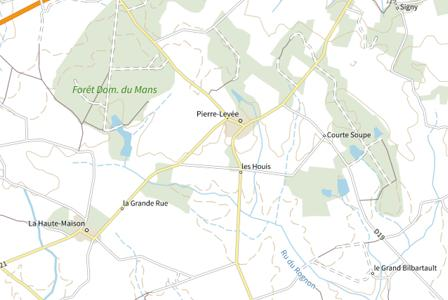 Signy
Forêt Dom. du Mans
Pierre-Levée
Courte Soupe
les Houis
la Grande Rue
La Haute-Maison
D19
Ru du Rognon
21
le Grand Bilbartault